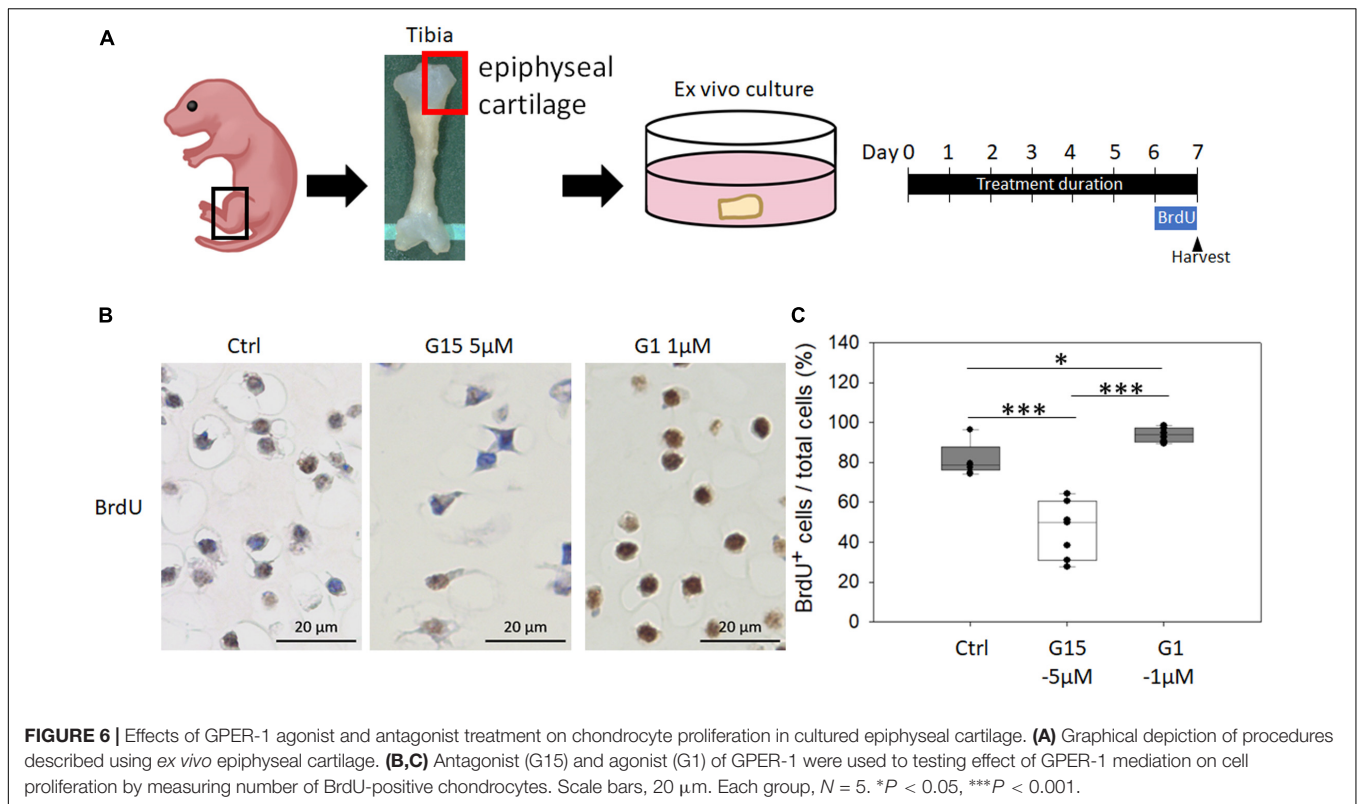 A
Tibia
epiphyseal
cartilage
Ex vivo culture
Day 0 1 2 3 4 5 6 7
Treatment duration
BrdU
Harvest
B
Ctrl
G15 5μM
G1 1μM
BrdU
20 μm
20 μm
20 μm
C
BrdU⁺ cells / total cells (%)
140
120
100
80
60
40
20
0
*
***
***
Ctrl
G15
-5μM
G1
-1μM
FIGURE 6 | Effects of GPER-1 agonist and antagonist treatment on chondrocyte proliferation in cultured epiphyseal cartilage. (A) Graphical depiction of procedures
described using ex vivo epiphyseal cartilage. (B,C) Antagonist (G15) and agonist (G1) of GPER-1 were used to testing effect of GPER-1 mediation on cell
proliferation by measuring number of BrdU-positive chondrocytes. Scale bars, 20 μm. Each group, N = 5. *P < 0.05, ***P < 0.001.